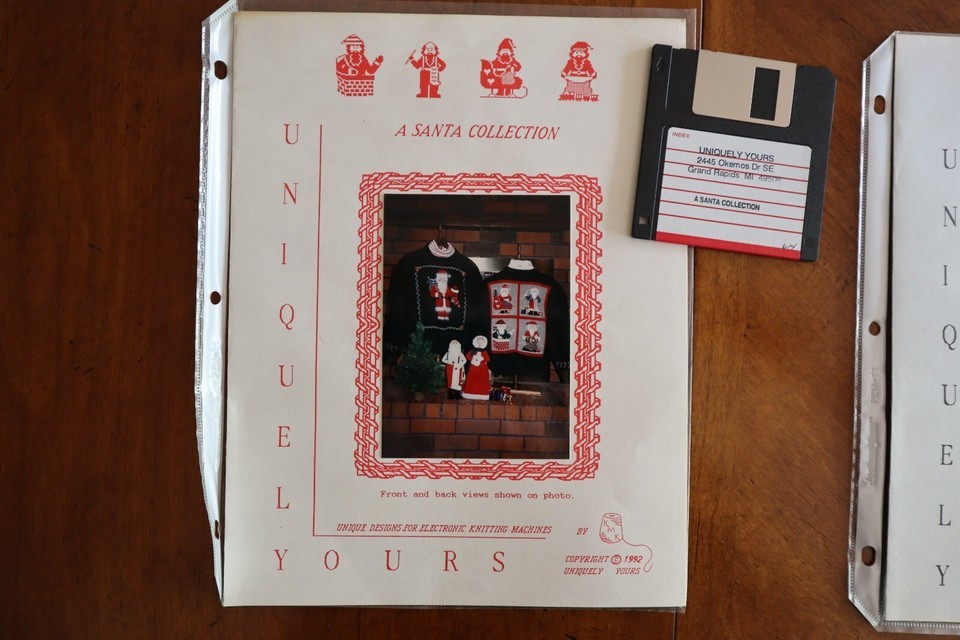 A SANTA COLLECTION
UNIQUELY
Front and back views shown on photo.
UNIQUE DESIGNS FOR ELECTRONIC KNITTING MACHINES BY
KMK
YOURS
COPYRIGHT © 1992
UNIQUELY YOURS
INDEX
UNIQUELY YOURS
2445 Okemos Dr SE
Grand Rapids MI
A SANTA COLLECTION
UNIQUELY